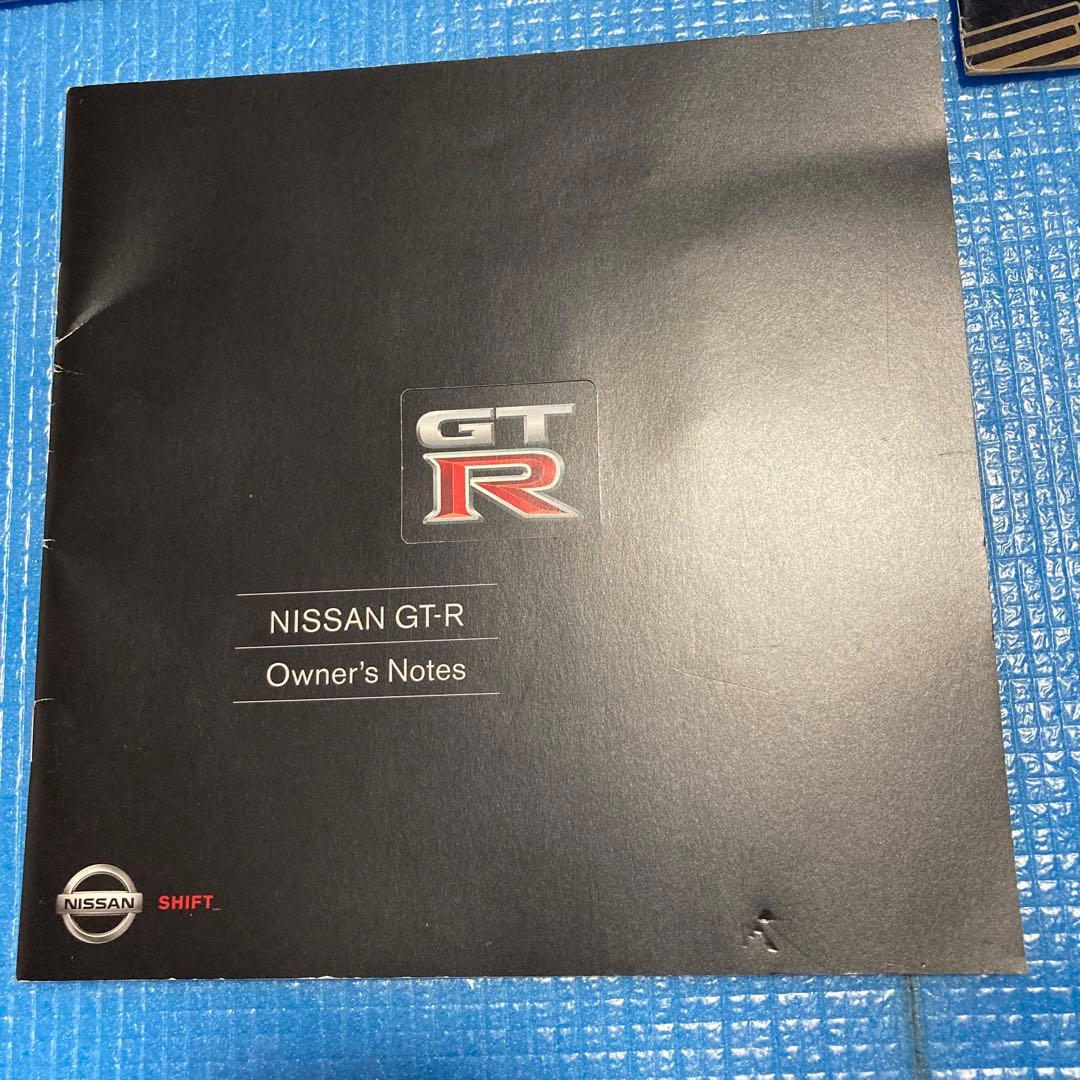 GT
R
NISSAN GT-R
Owner's Notes
NISSAN SHIFT_